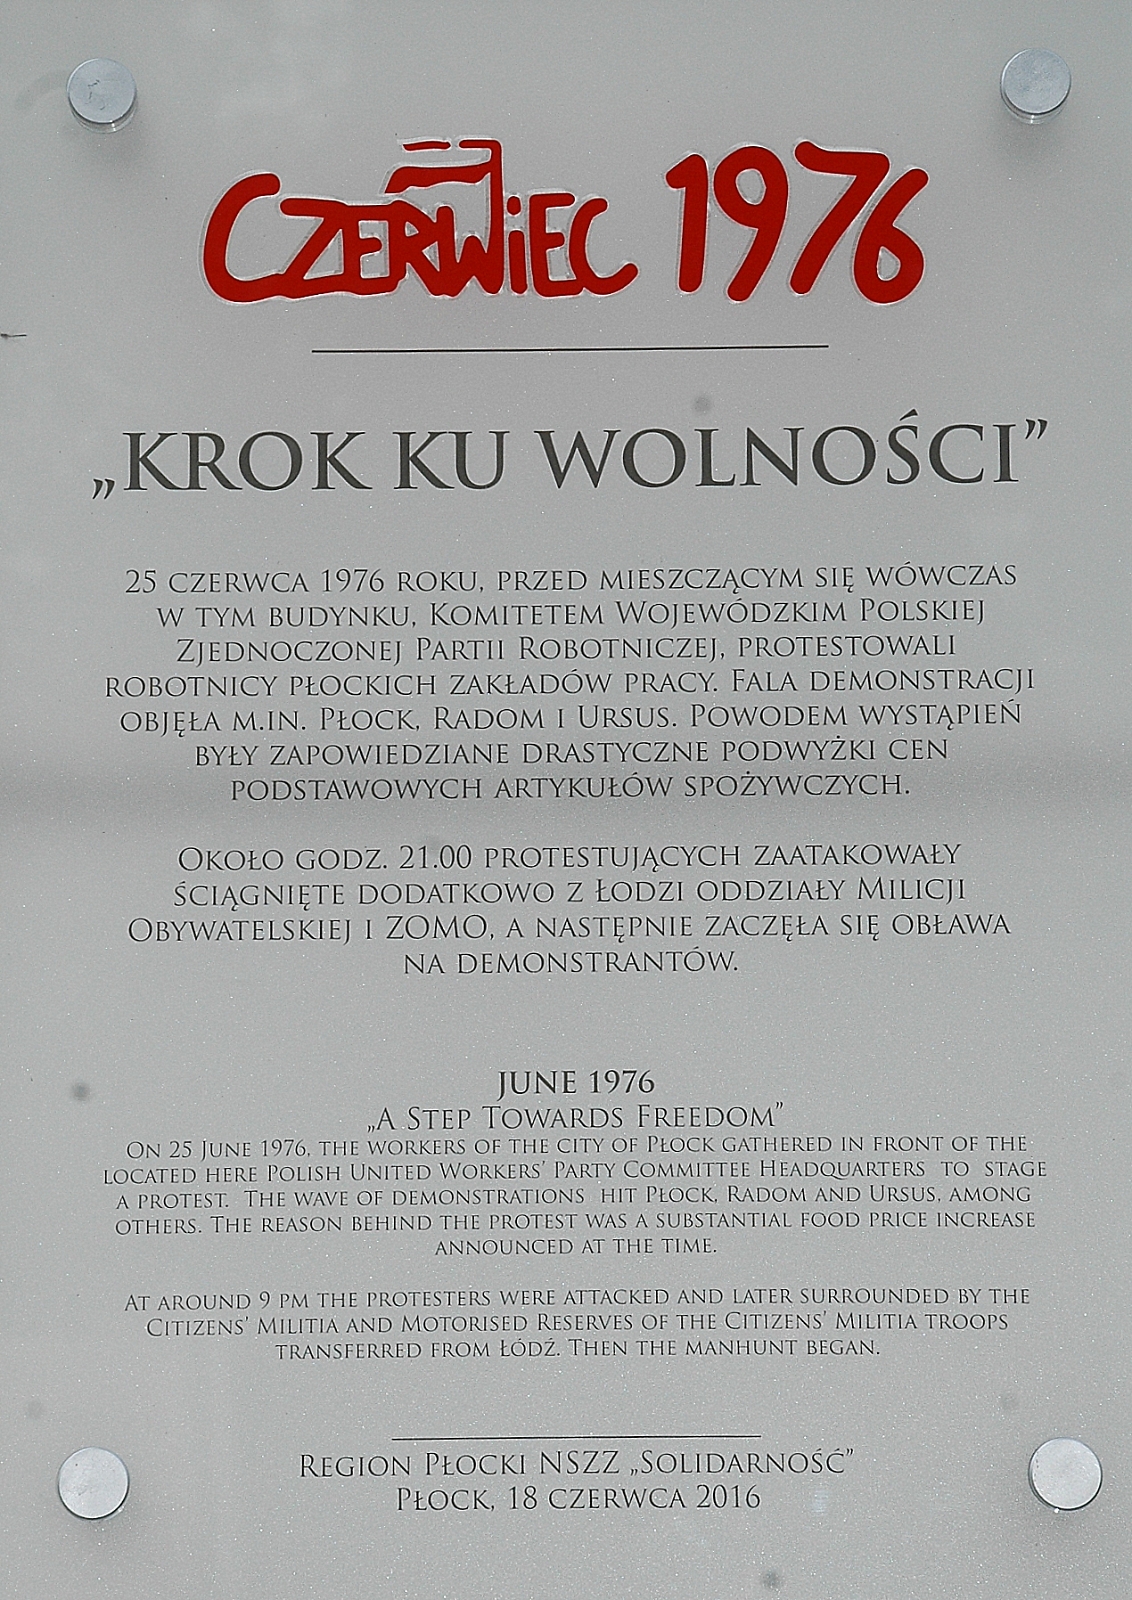 CZERWiEC 1976
„KROK KU WOLNOŚCI”
25 CZERWCA 1976 ROKU, PRZED MIESZCZĄCYM SIĘ WÓWCZAS
W TYM BUDYNKU, KOMITETEM WOJEWÓDZKIM POLSKIEJ
ZJEDNOCZONEJ PARTII ROBOTNICZEJ, PROTESTOWALI
ROBOTNICY PŁOCKICH ZAKŁADÓW PRACY. FALA DEMONSTRACJI
OBJĘŁA M.IN. PŁOCK, RADOM I URSUS. POWODEM WYSTĄPIEŃ
BYŁY ZAPOWIEDZIANE DRASTYCZNE PODWYŻKI CEN
PODSTAWOWYCH ARTYKUŁÓW SPOŻYWCZYCH.
OKOŁO GODZ. 21.00 PROTESTUJĄCYCH ZAATAKOWAŁY
ŚCIĄGNIĘTE DODATKOWO Z ŁODZI ODDZIAŁY MILICJI
OBYWATELSKIEJ I ZOMO, A NASTĘPNIE ZACZĘŁA SIĘ OBŁAWA
NA DEMONSTRANTÓW.
JUNE 1976
„A STEP TOWARDS FREEDOM”
ON 25 JUNE 1976, THE WORKERS OF THE CITY OF PŁOCK GATHERED IN FRONT OF THE
LOCATED HERE POLISH UNITED WORKERS’ PARTY COMMITTEE HEADQUARTERS TO STAGE
A PROTEST. THE WAVE OF DEMONSTRATIONS HIT PŁOCK, RADOM AND URSUS, AMONG
OTHERS. THE REASON BEHIND THE PROTEST WAS A SUBSTANTIAL FOOD PRICE INCREASE
ANNOUNCED AT THE TIME.
AT AROUND 9 PM THE PROTESTERS WERE ATTACKED AND LATER SURROUNDED BY THE
CITIZENS’ MILITIA AND MOTORISED RESERVES OF THE CITIZENS’ MILITIA TROOPS
TRANSFERRED FROM ŁÓDŹ. THEN THE MANHUNT BEGAN.
REGION PŁOCKI NSZZ „SOLIDARNOŚĆ”
PŁOCK, 18 CZERWCA 2016